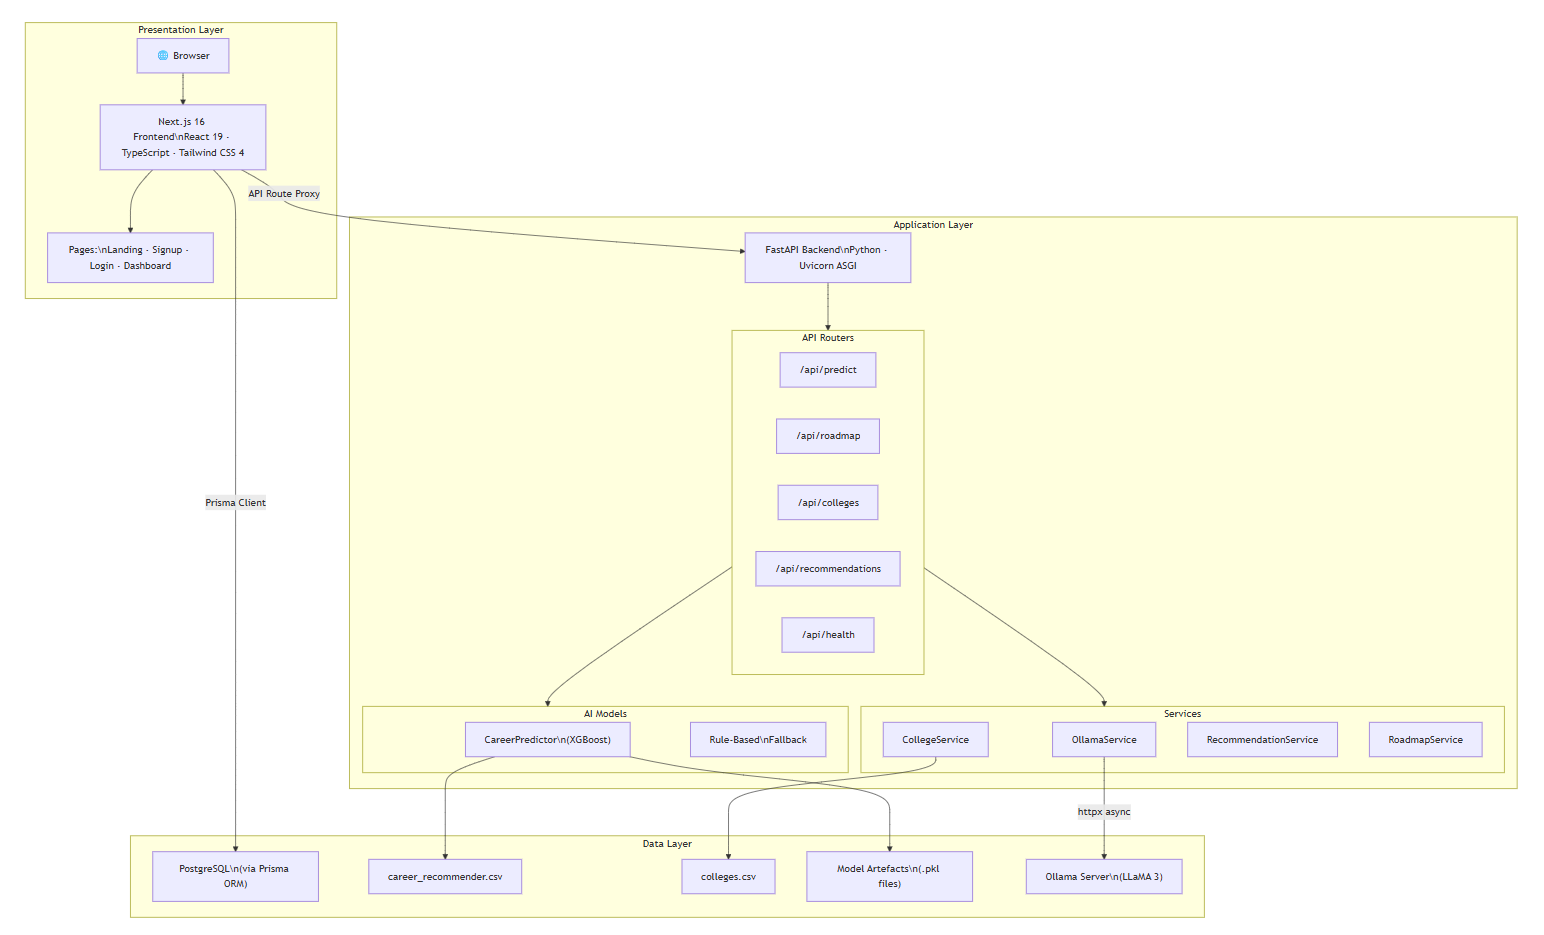 Presentation Layer
🌐 Browser
Next.js 16
Frontend\nReact 19 ·
TypeScript · Tailwind CSS 4
API Route Proxy
Pages:\nLanding · Signup ·
Login · Dashboard
Application Layer
FastAPI Backend\nPython ·
Uvicorn ASGI
API Routers
/api/predict
/api/roadmap
/api/colleges
/api/recommendations
/api/health
Prisma Client
AI Models
CareerPredictor\n(XGBoost)
Rule-Based\nFallback
Services
CollegeService
OllamaService
RecommendationService
RoadmapService
httpx async
Data Layer
PostgreSQL\n(via Prisma
ORM)
career_recommender.csv
colleges.csv
Model Artefacts\n(.pkl
files)
Ollama Server\n(LLaMA 3)